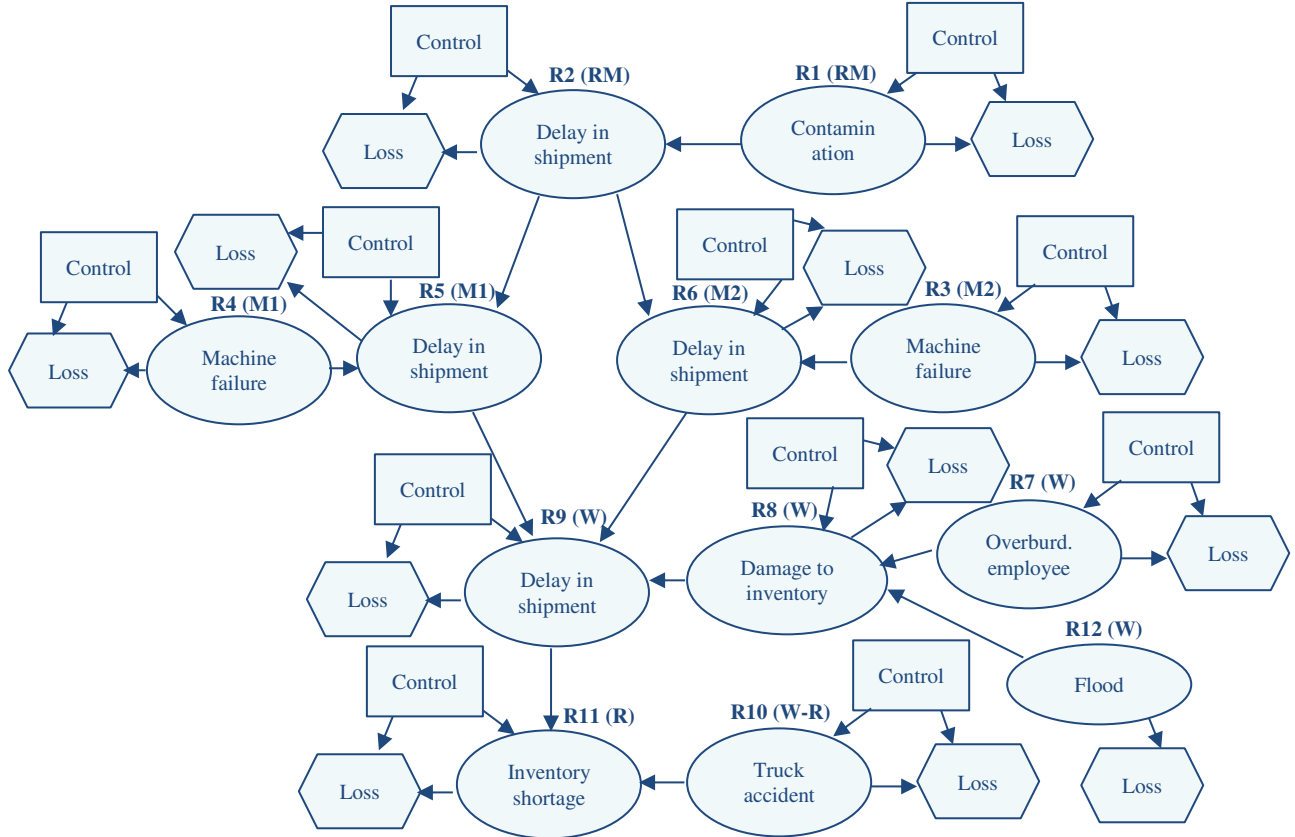 Control
Control
R2 (RM)
R1 (RM)
Delay in
shipment
Contamin
ation
Loss
Loss
Control
Loss
Control
Control
Loss
Control
R4 (M1)
R5 (M1)
R6 (M2)
R3 (M2)
Loss
Machine
failure
Delay in
shipment
Delay in
shipment
Machine
failure
Loss
Control
Control
Loss
Control
R9 (W)
R8 (W)
R7 (W)
Loss
Delay in
shipment
Damage to
inventory
Overburd.
employee
Loss
R12 (W)
Control
Control
Flood
R11 (R)
R10 (W-R)
Loss
Inventory
shortage
Truck
accident
Loss
Loss